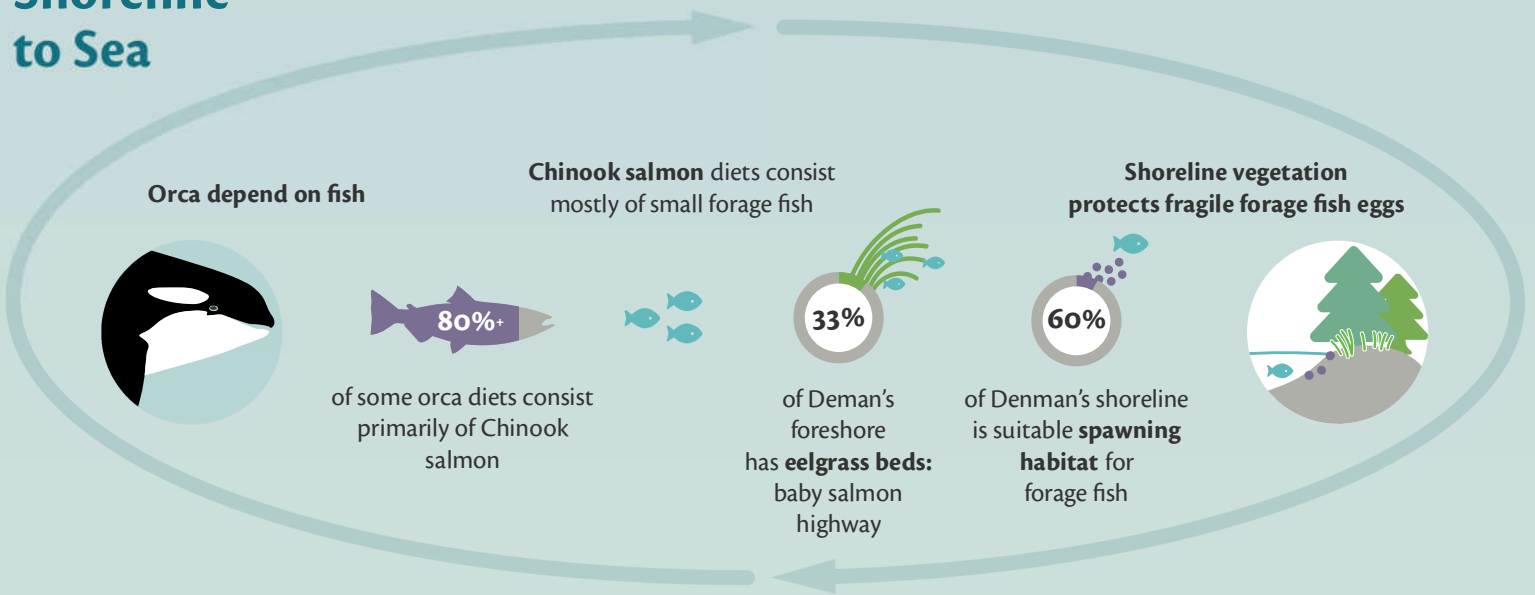 Shoreline
to Sea
Orca depend on fish
80%+
of some orca diets consist
primarily of Chinook
salmon
Chinook salmon diets consist
mostly of small forage fish
33%
of Deman's
foreshore
has eelgrass beds:
baby salmon
highway
60%
of Denman's shoreline
is suitable spawning
habitat for
forage fish
Shoreline vegetation
protects fragile forage fish eggs